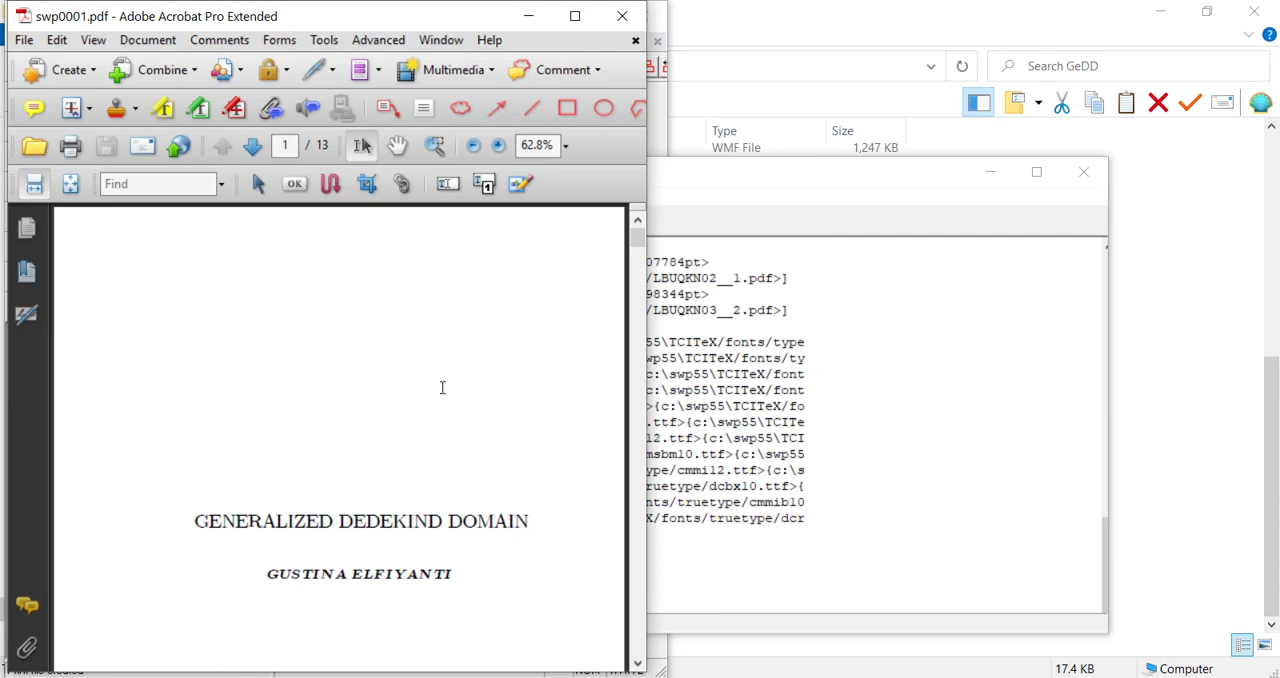 swp0001.pdf - Adobe Acrobat Pro Extended
File Edit View Document Comments Forms Tools Advanced Window Help
Create Combine Multimedia Comment
1 / 13 62.8%
Find OK
GENERALIZED DEDEKIND DOMAIN
GUSTINA ELFIYANTI
Search GeDD
Type Size
WMF File 1,247 KB
07784pt>
/LBUQKN02__1.pdf>]
98344pt>
/LBUQKN03__2.pdf>]
55\TCITeX/fonts/type
wp55\TCITeX/fonts/ty
c:\swp55\TCITeX/font
c:\swp55\TCITeX/font
>{c:\swp55\TCITeX/fo
.ttf>{c:\swp55\TCITe
12.ttf>{c:\swp55\TCI
msbm10.ttf>{c:\swp55
ype/cmmi12.ttf>{c:\s
ruetype/dcbx10.ttf>{
nts/truetype/cmmib10
X/fonts/truetype/dcr
17.4 KB Computer